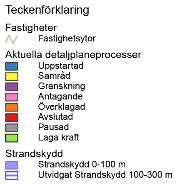 Teckenförklaring
Fastigheter
Fastighetsytor
Aktuella detaljplaneprocesser
Uppstartad
Samråd
Granskning
Antagande
Överklagad
Avslutad
Pausad
Laga kraft
Strandskydd
Strandskydd 0-100 m
Utvidgat Strandskydd 100-300 m